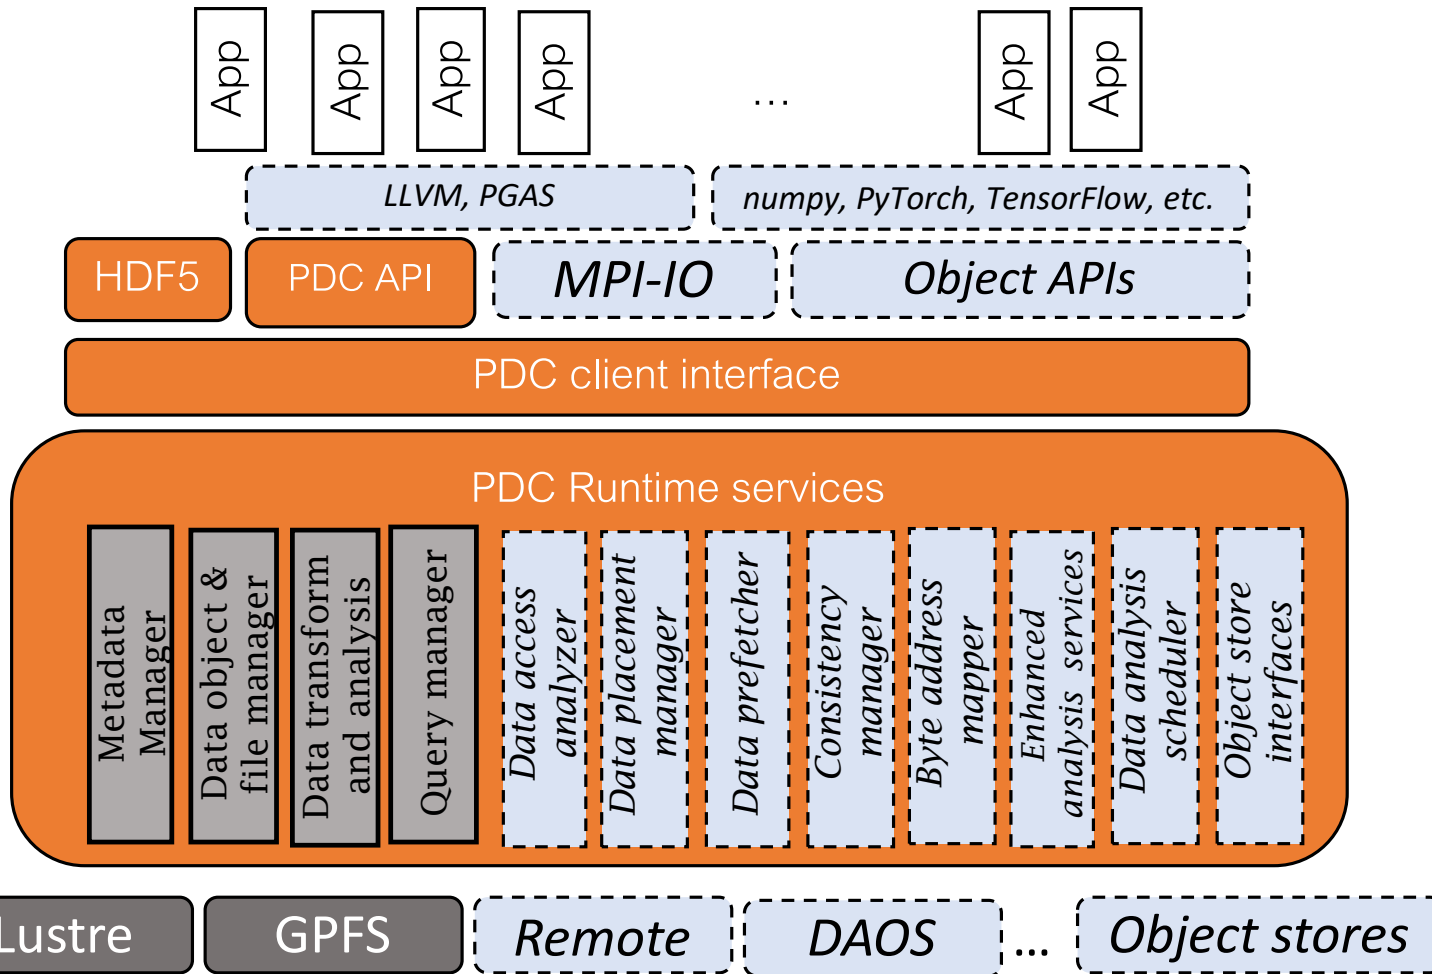 App
App
App
App
...
App
App
LLVM, PGAS
numpy, PyTorch, TensorFlow, etc.
HDF5
PDC API
MPI-IO
Object APIs
PDC client interface
PDC Runtime services
Metadata
Manager
Data object &
file manager
Data transform
and analysis
Query manager
Data access
analyzer
Data placement
manager
Data prefetcher
Consistency
manager
Byte address
mapper
Enhanced
analysis services
Data analysis
scheduler
Object store
interfaces
Lustre
GPFS
Remote
DAOS
...
Object stores